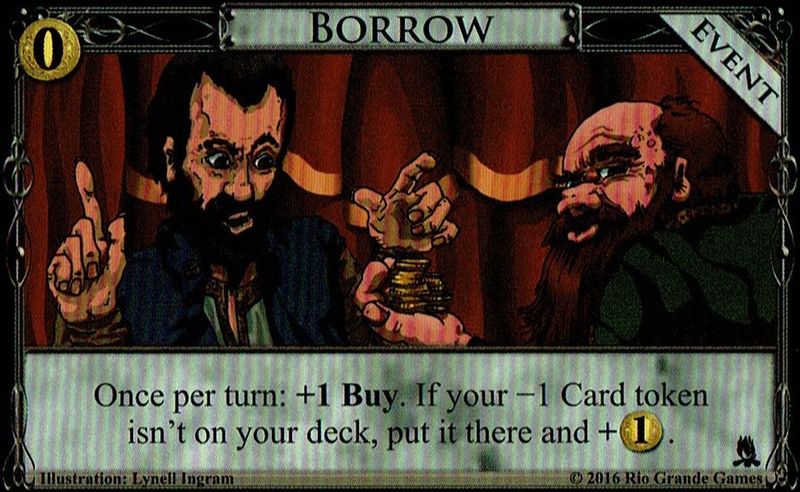 0
BORROW
EVENT
Once per turn: +1 Buy. If your −1 Card token
isn't on your deck, put it there and +1.
Illustration: Lynell Ingram
© 2016 Rio Grande Games